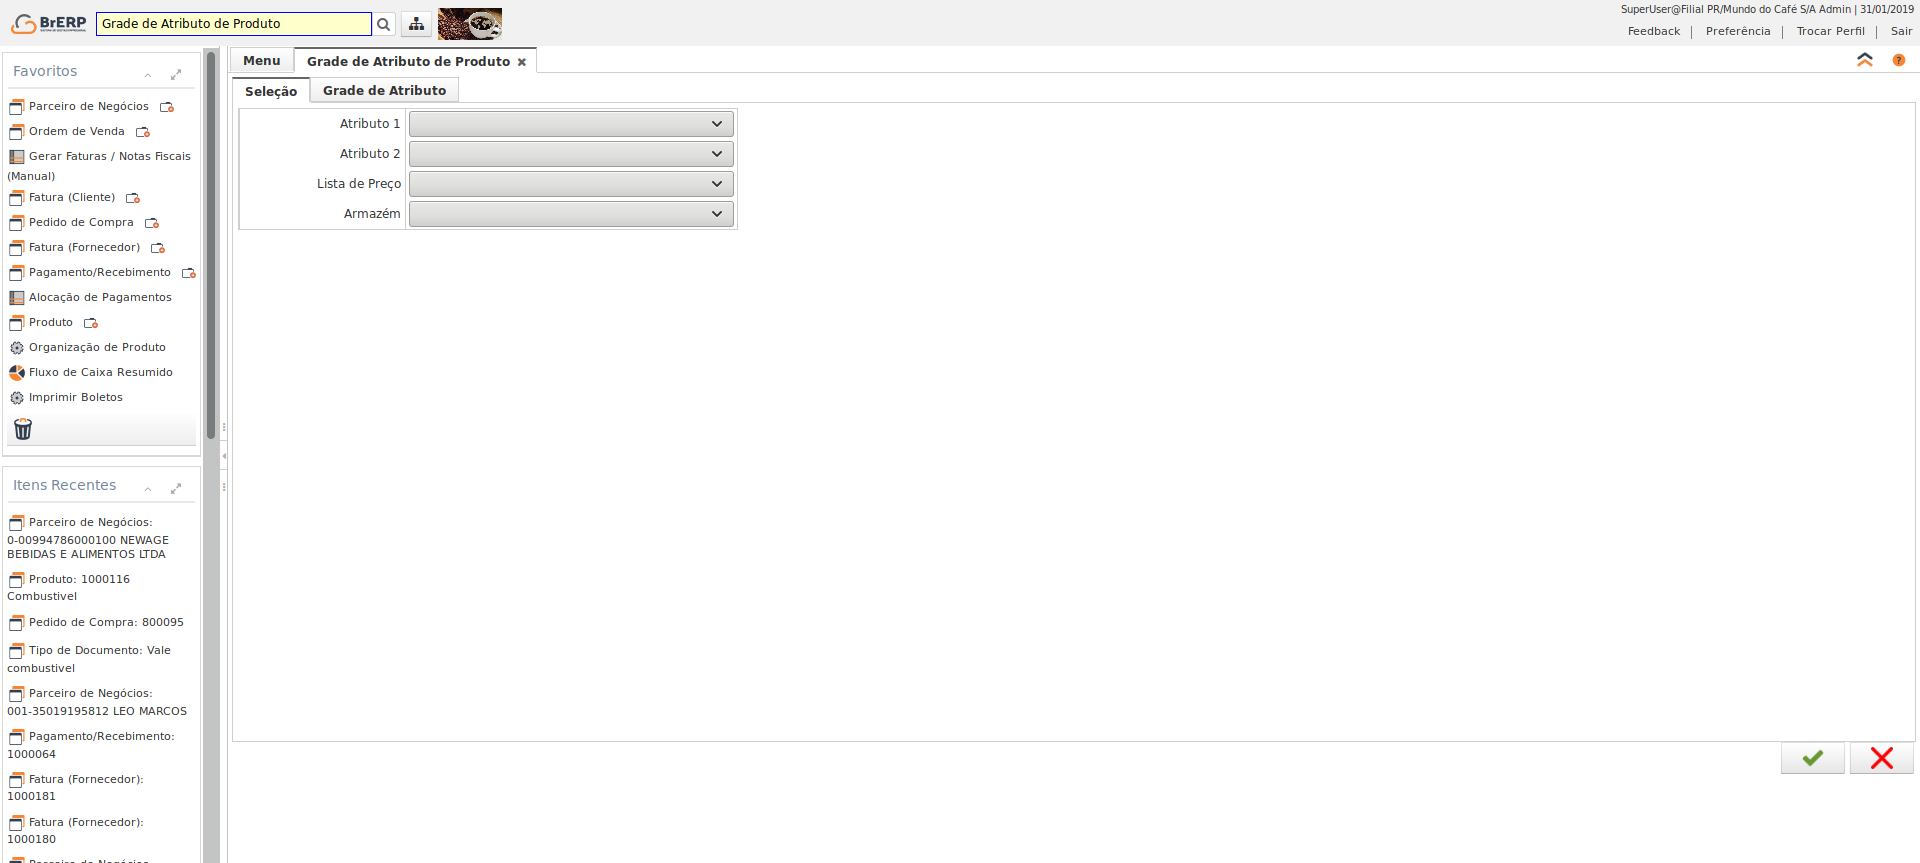 BrERP
Grade de Atributo de Produto
SuperUser@Filial PR/Mundo do Café S/A Admin | 31/01/2019
Feedback | Preferência | Trocar Perfil | Sair
Menu
Grade de Atributo de Produto
Seleção
Grade de Atributo
Atributo 1
Atributo 2
Lista de Preço
Armazém
Favoritos
Parceiro de Negócios
Ordem de Venda
Gerar Faturas / Notas Fiscais
(Manual)
Fatura (Cliente)
Pedido de Compra
Fatura (Fornecedor)
Pagamento/Recebimento
Alocação de Pagamentos
Produto
Organização de Produto
Fluxo de Caixa Resumido
Imprimir Boletos
Itens Recentes
Parceiro de Negócios:
0-00994786000100 NEWAGE
BEBIDAS E ALIMENTOS LTDA
Produto: 1000116
Combustivel
Pedido de Compra: 800095
Tipo de Documento: Vale
combustivel
Parceiro de Negócios:
001-35019195812 LEO MARCOS
Pagamento/Recebimento:
1000064
Fatura (Fornecedor):
1000181
Fatura (Fornecedor):
1000180